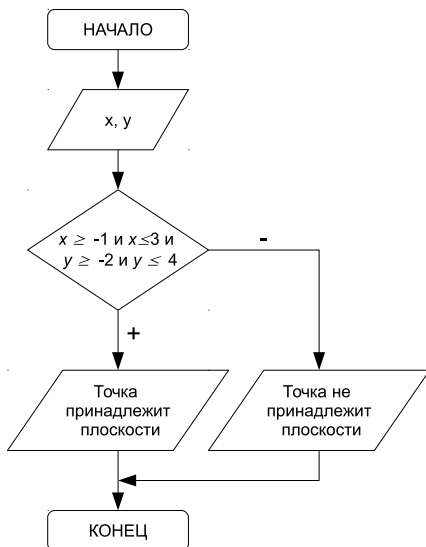 НАЧАЛО
x, y
x ≥ -1 и x≤3 и
y ≥ -2 и y ≤ 4
-
+
Точка
принадлежит
плоскости
Точка не
принадлежит
плоскости
КОНЕЦ